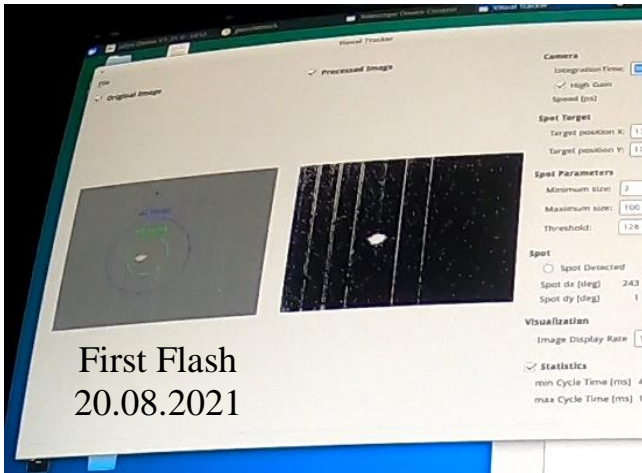 Visual Tracker
Visual Tracker
File
Original Image
Processed Image
Camera
Integration Time:
High Gain
Speed [ps]
Spot Target
Target position X:
Target position Y:
Spot Parameters
Minimum size: 2
Maximum size: 100
Threshold: 128
Spot
Spot Detected
Spot dx [deg] 243
Spot dy [deg] 1
Visualization
Image Display Rate
Statistics
min Cycle Time [ms]
max Cycle Time [ms]
First Flash
20.08.2021